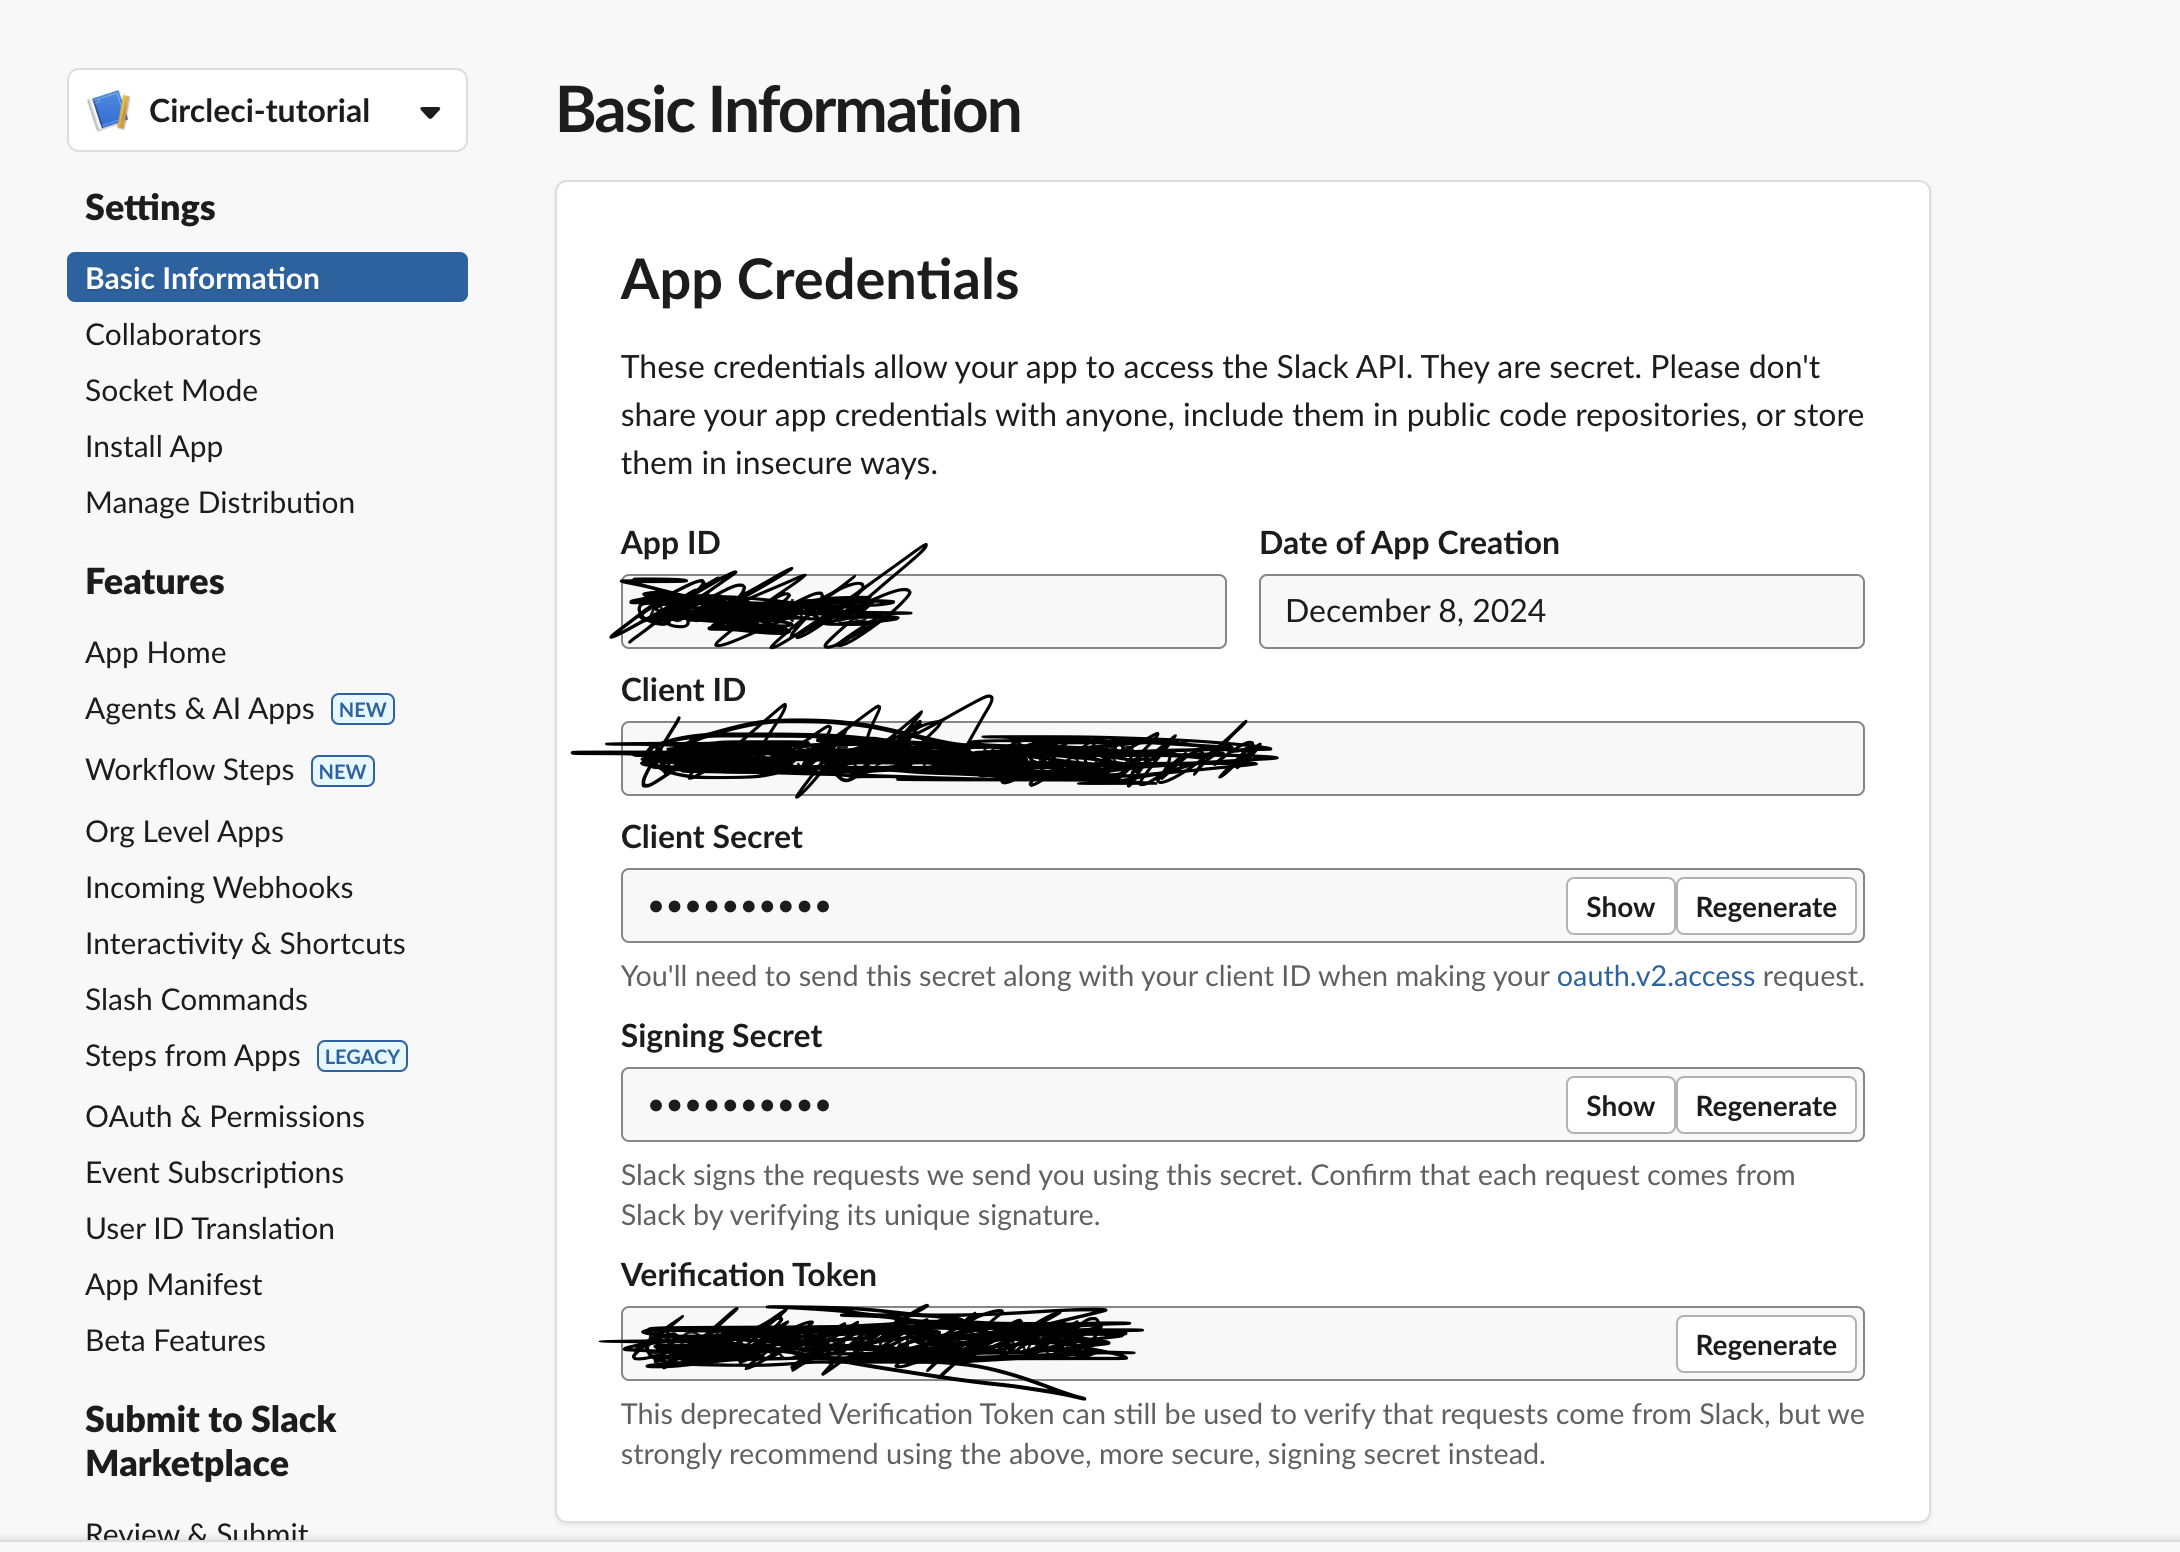 Circleci-tutorial
Settings
Basic Information
Collaborators
Socket Mode
Install App
Manage Distribution
Features
App Home
Agents & AI Apps NEW
Workflow Steps NEW
Org Level Apps
Incoming Webhooks
Interactivity & Shortcuts
Slash Commands
Steps from Apps LEGACY
OAuth & Permissions
Event Subscriptions
User ID Translation
App Manifest
Beta Features
Submit to Slack
Marketplace
Review & Submit
Basic Information
App Credentials
These credentials allow your app to access the Slack API. They are secret. Please don't
share your app credentials with anyone, include them in public code repositories, or store
them in insecure ways.
App ID
Date of App Creation
December 8, 2024
Client ID
Client Secret
••••••••••
Show Regenerate
You'll need to send this secret along with your client ID when making your oauth.v2.access request.
Signing Secret
••••••••••
Show Regenerate
Slack signs the requests we send you using this secret. Confirm that each request comes from
Slack by verifying its unique signature.
Verification Token
Regenerate
This deprecated Verification Token can still be used to verify that requests come from Slack, but we
strongly recommend using the above, more secure, signing secret instead.